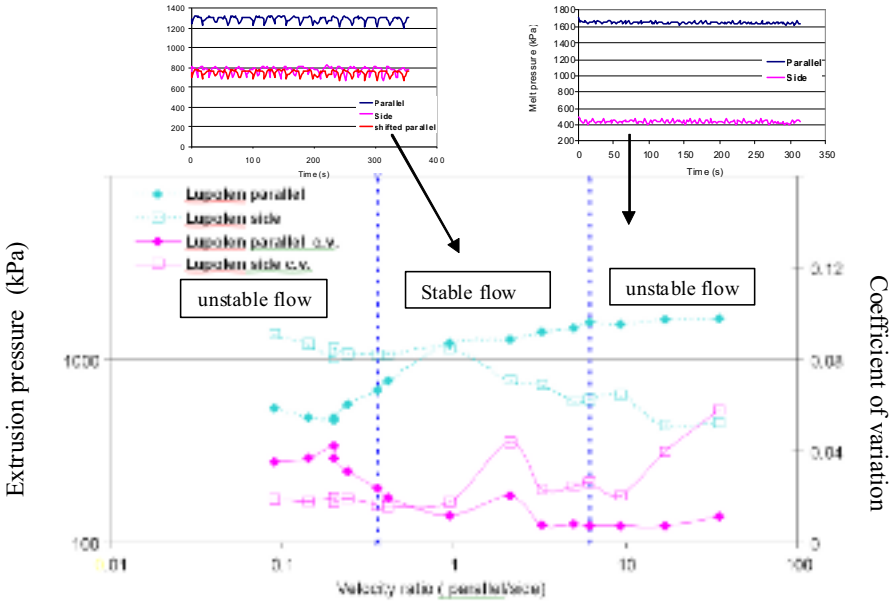 1400
1200
1000
800
600
400
200
0
0
100
200
300
400
Time (s)
Parallel
Side
shifted parallel
Melt pressure (kPa)
1800
1600
1400
1200
1000
800
600
400
200
0
50
100
150
200
250
300
350
Time (s)
Parallel
Side
Lupolen parallel
Lupolen side
Lupolen parallel c.v.
Lupolen side c.v.
unstable flow
Stable flow
unstable flow
Extrusion pressure (kPa)
1000
100
0.12
0.08
0.04
0
Coefficient of variation
0.01
0.1
1
10
100
Velocity ratio ( parallel/side)